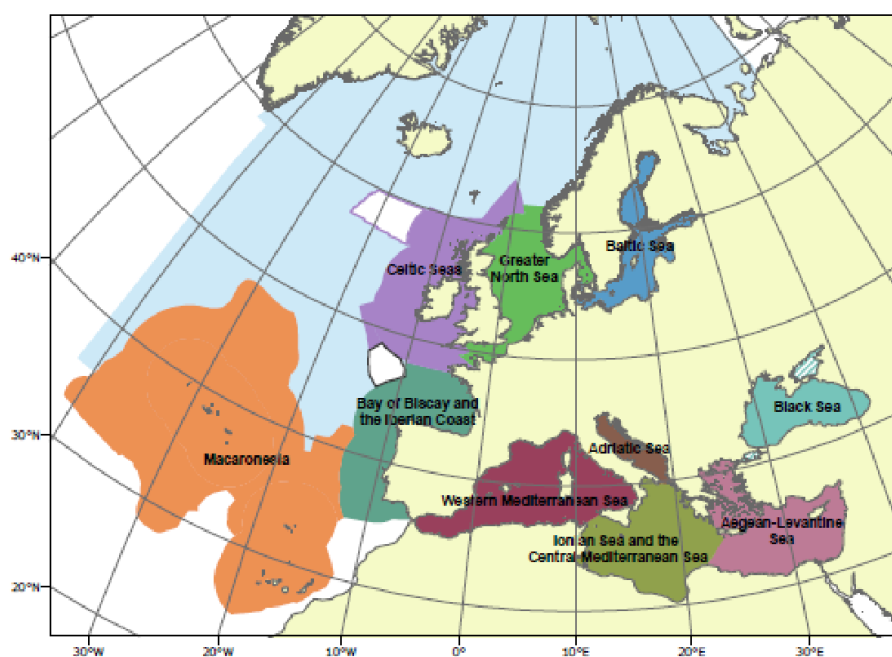 40°N
30°N
20°N
Celtic Seas
Greater
North Sea
Baltic Sea
Bay of Biscay and
the Iberian Coast
Macaronesia
Black Sea
Adriatic Sea
Western Mediterranean Sea
Ionian Sea and the
Central-Mediterranean Sea
Aegean-Levantine
Sea
30°W
20°W
10°W
0°
10°E
20°E
30°E